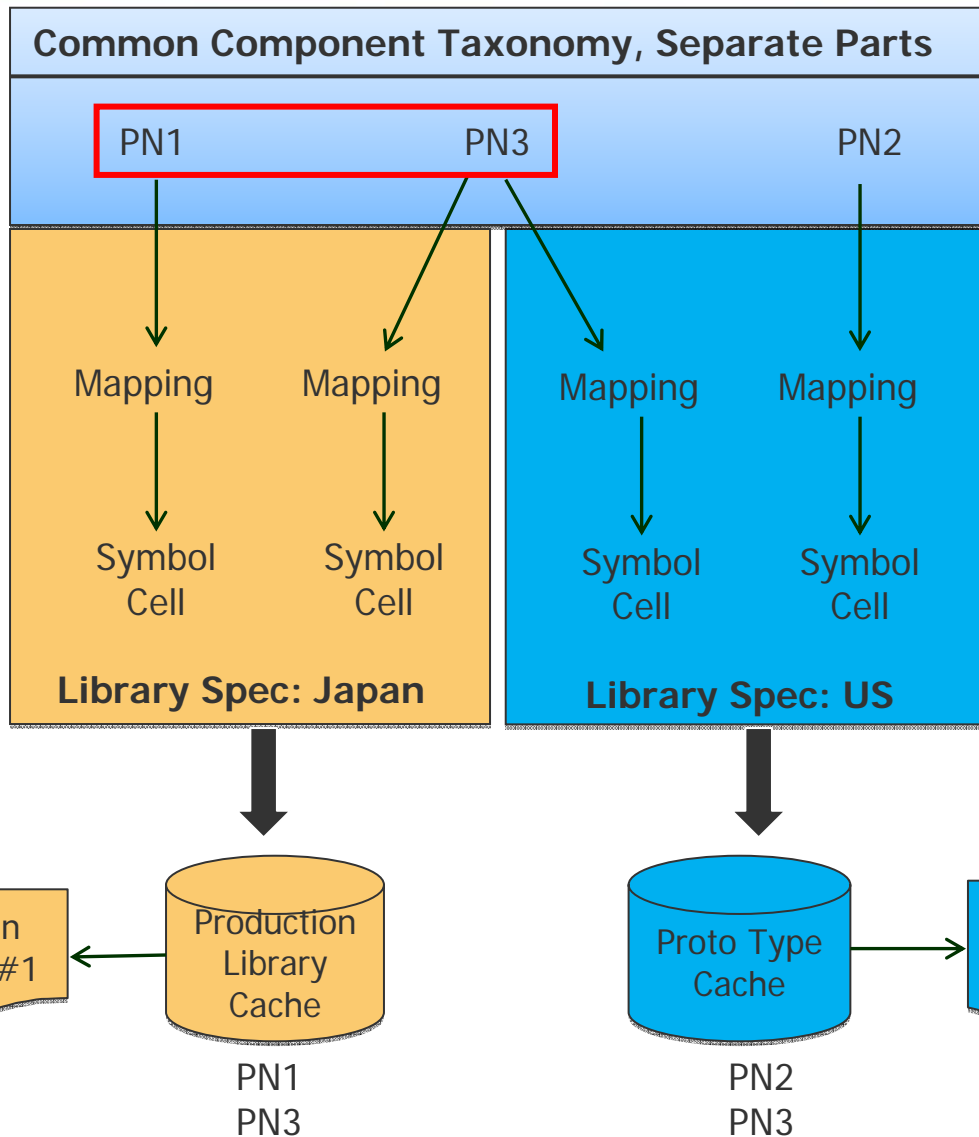 Common Component Taxonomy, Separate Parts
PN1 PN3 PN2
Mapping Mapping Mapping Mapping
Symbol
Cell
Symbol
Cell
Symbol
Cell
Symbol
Cell
Library Spec: Japan
Library Spec: US
n
#1
Production
Library
Cache
Proto Type
Cache
PN1
PN3
PN2
PN3